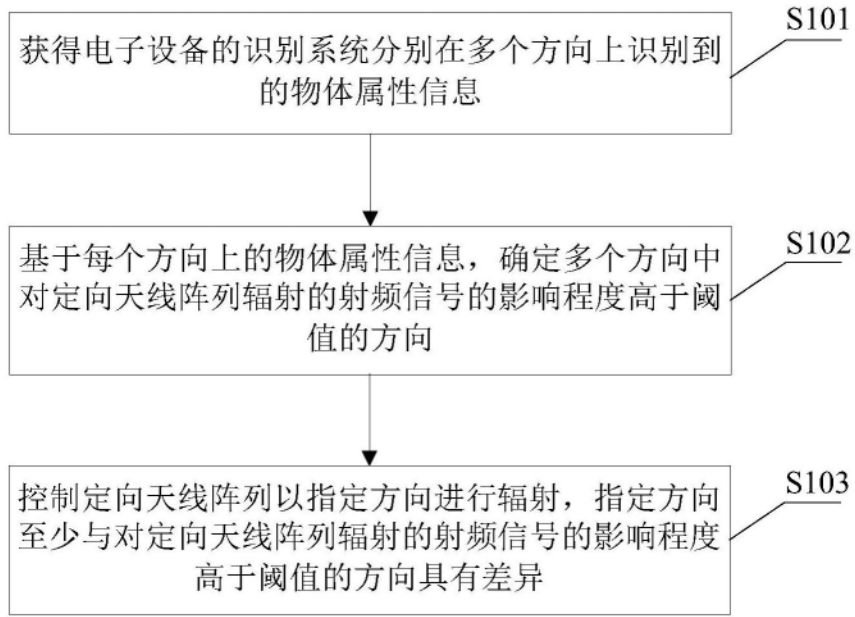 S101
获得电子设备的识别系统分别在多个方向上识别到
的物体属性信息
S102
基于每个方向上的物体属性信息，确定多个方向中
对定向天线阵列辐射的射频信号的影响程度高于阈
值的方向
S103
控制定向天线阵列以指定方向进行辐射，指定方向
至少与对定向天线阵列辐射的射频信号的影响程度
高于阈值的方向具有差异